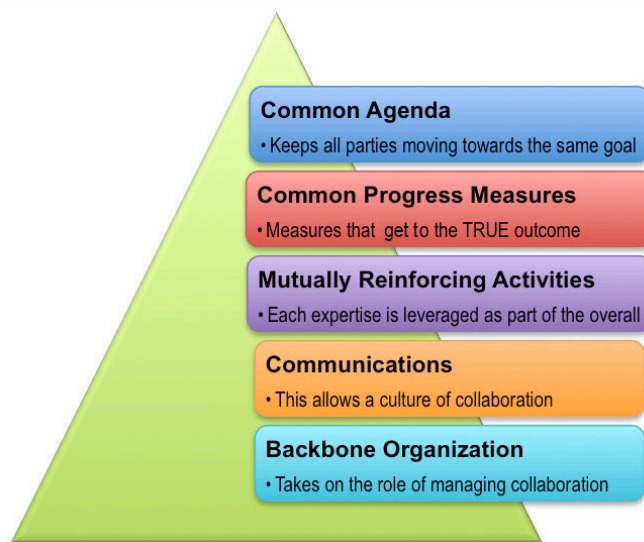 Common Agenda
• Keeps all parties moving towards the same goal
Common Progress Measures
• Measures that get to the TRUE outcome
Mutually Reinforcing Activities
• Each expertise is leveraged as part of the overall
Communications
• This allows a culture of collaboration
Backbone Organization
• Takes on the role of managing collaboration